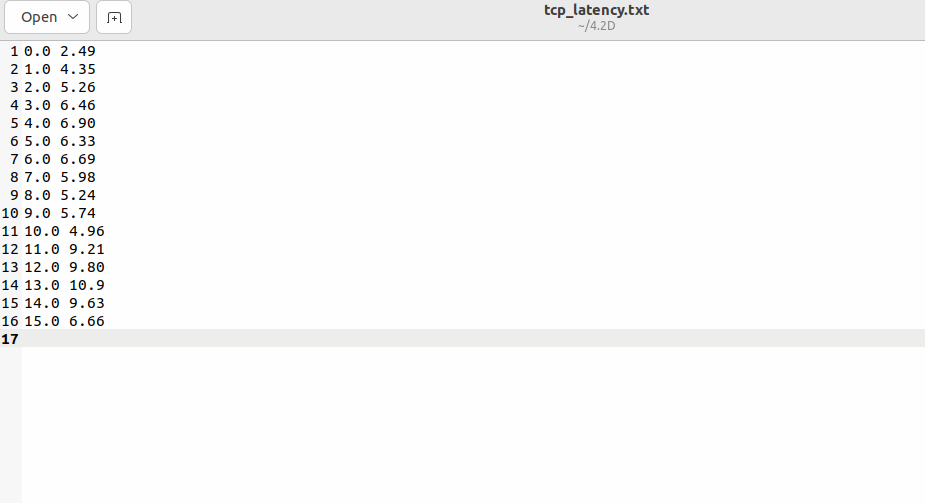 Open
tcp_latency.txt
~/4.2D
1 0.0 2.49
2 1.0 4.35
3 2.0 5.26
4 3.0 6.46
5 4.0 6.90
6 5.0 6.33
7 6.0 6.69
8 7.0 5.98
9 8.0 5.24
10 9.0 5.74
11 10.0 4.96
12 11.0 9.21
13 12.0 9.80
14 13.0 10.9
15 14.0 9.63
16 15.0 6.66
17